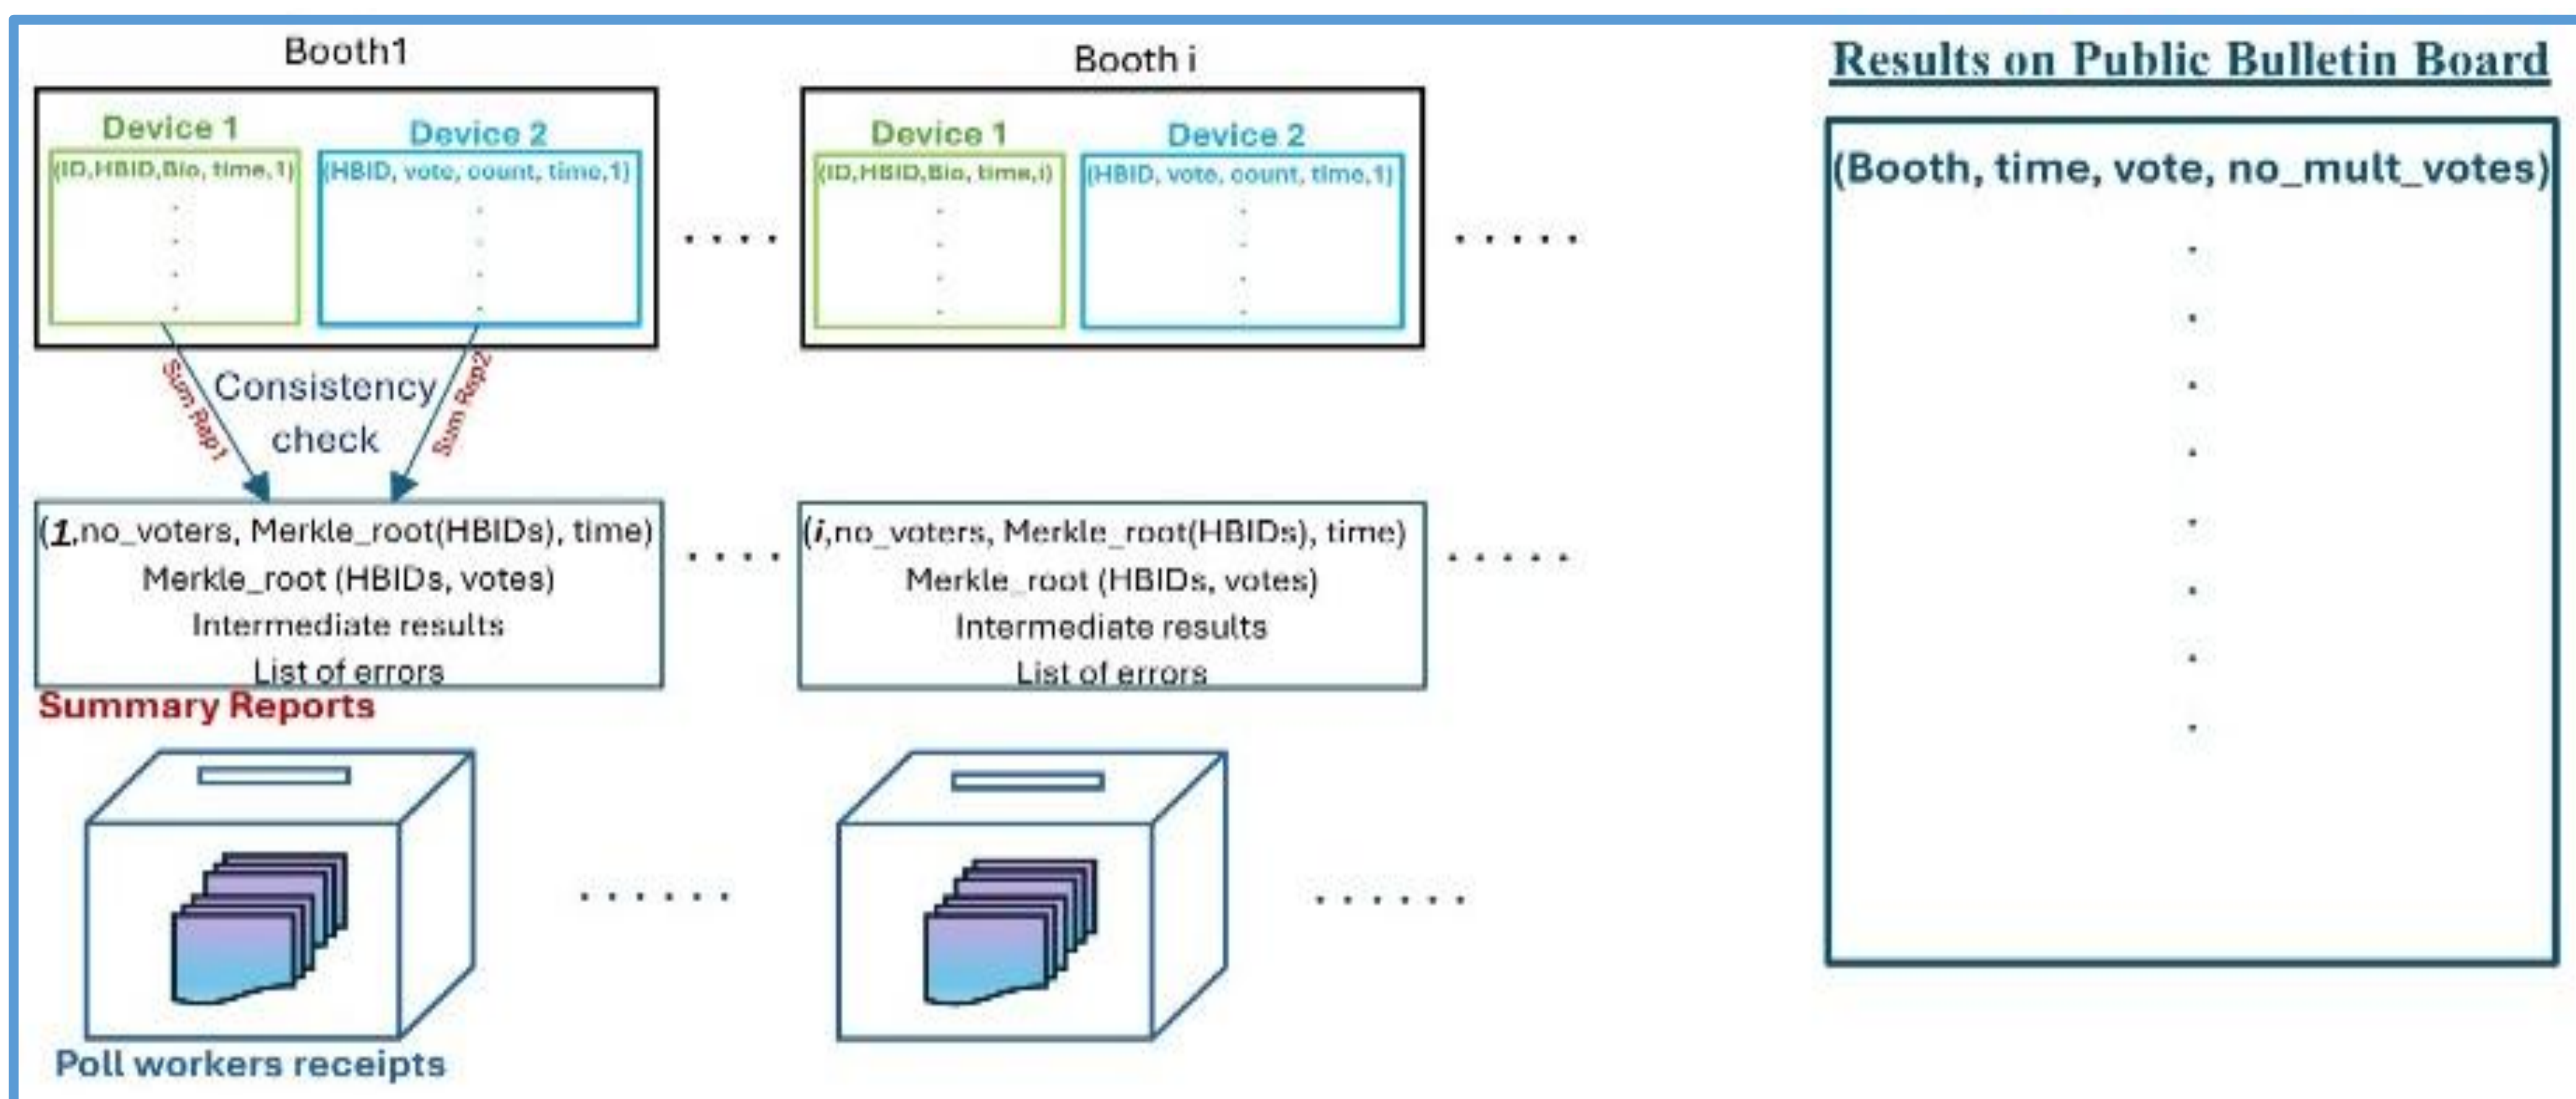 Booth1
Device 1
(ID,HBID,Bio, time,1)
Device 2
(HBID, vote, count, time,1)
Booth i
Device 1
(ID,HBID,Bio, time,i)
Device 2
(HBID, vote, count, time,1)
Sum Rep1
Consistency
check
Sum Rep2
(1,no_voters, Merkle_root(HBIDs), time)
Merkle_root (HBIDs, votes)
Intermediate results
List of errors
(i,no_voters, Merkle_root(HBIDs), time)
Merkle_root (HBIDs, votes)
Intermediate results
List of errors
Summary Reports
Poll workers receipts
Results on Public Bulletin Board
(Booth, time, vote, no_mult_votes)